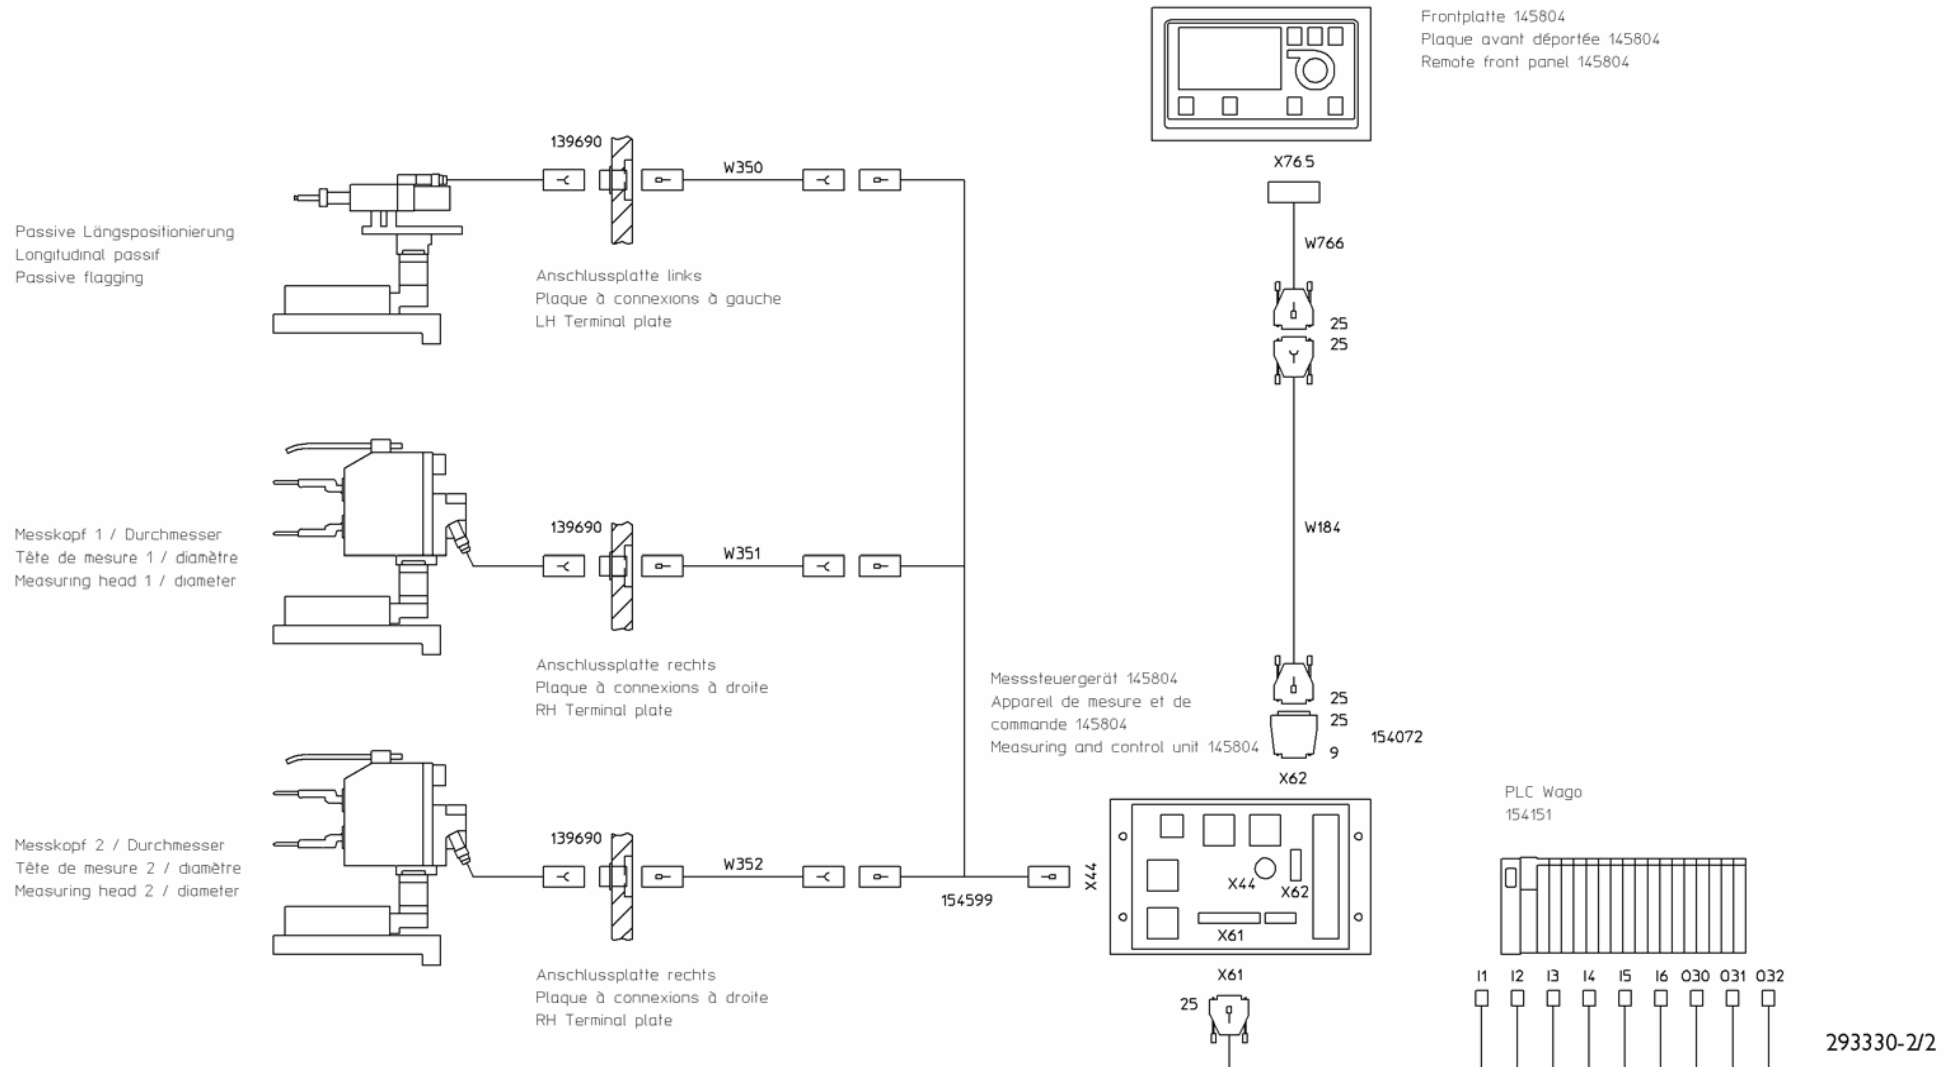 Frontplatte 145804
Plaque avant déportée 145804
Remote front panel 145804
X765
W766
25
25
W184
25
25
9
154072
X62
139690
W350
Passive Längspositionierung
Longitudinal passif
Passive flagging
Anschlussplatte links
Plaque à connexions à gauche
LH Terminal plate
139690
W351
Messkopf 1 / Durchmesser
Tête de mesure 1 / diamètre
Measuring head 1 / diameter
Anschlussplatte rechts
Plaque à connexions à droite
RH Terminal plate
Messsteuergerät 145804
Appareil de mesure et de
commande 145804
Measuring and control unit 145804
139690
W352
Messkopf 2 / Durchmesser
Tête de mesure 2 / diamètre
Measuring head 2 / diameter
154599
X44
X44
X62
X61
Anschlussplatte rechts
Plaque à connexions à droite
RH Terminal plate
X61
25
PLC Wago
154151
I1 I2 I3 I4 I5 I6 O30 O31 O32
293330-2/2